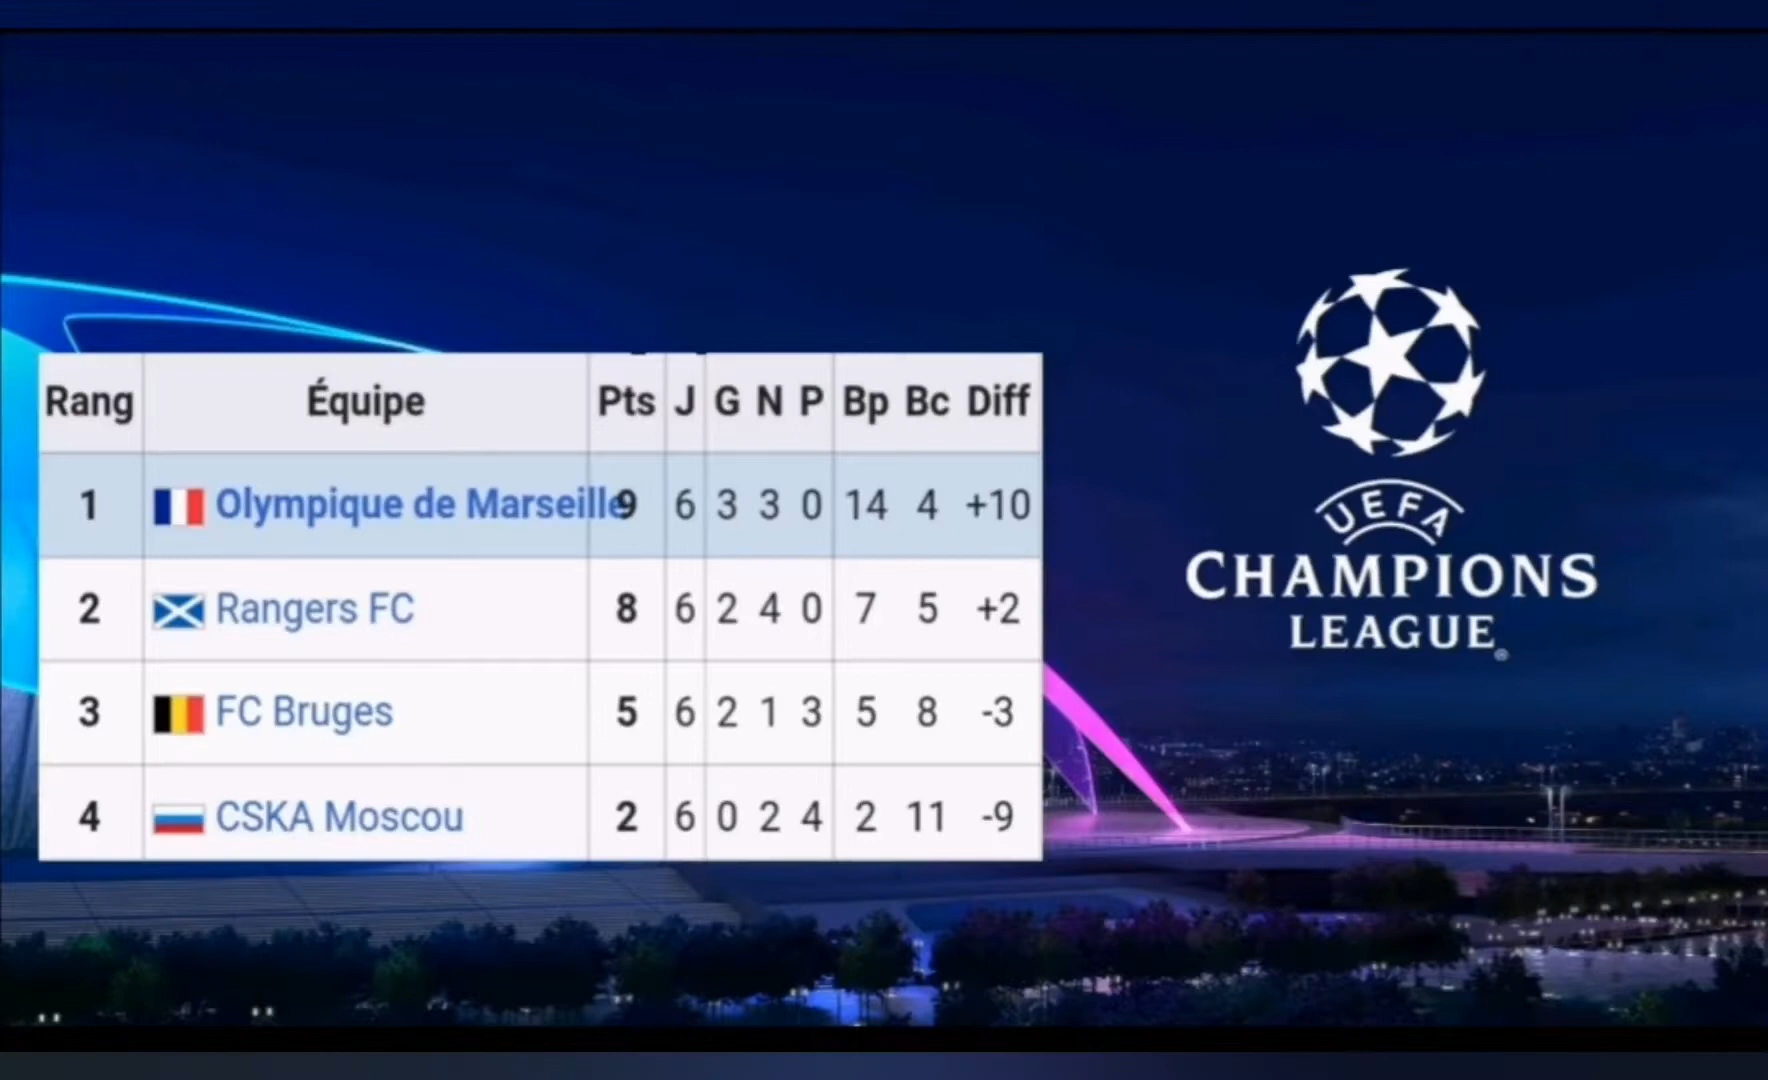 Rang Équipe Pts J G N P Bp Bc Diff
1 Olympique de Marseille 9 6 3 3 0 14 4 +10
2 Rangers FC 8 6 2 4 0 7 5 +2
3 FC Bruges 5 6 2 1 3 5 8 -3
4 CSKA Moscou 2 6 0 2 4 2 11 -9
UEFA
CHAMPIONS
LEAGUE®